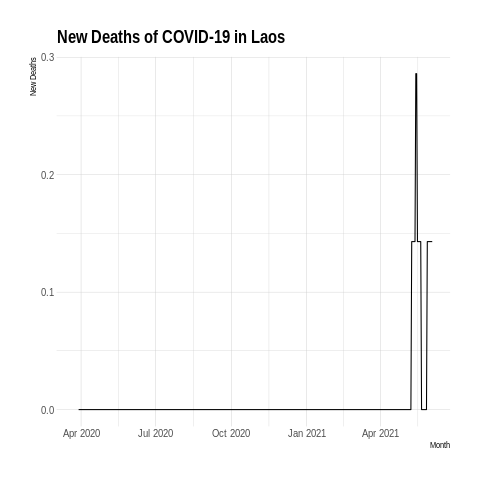 New Deaths of COVID-19 in Laos
New Deaths
0.3
0.2
0.1
0.0
Apr 2020 Jul 2020 Oct 2020 Jan 2021 Apr 2021
Month